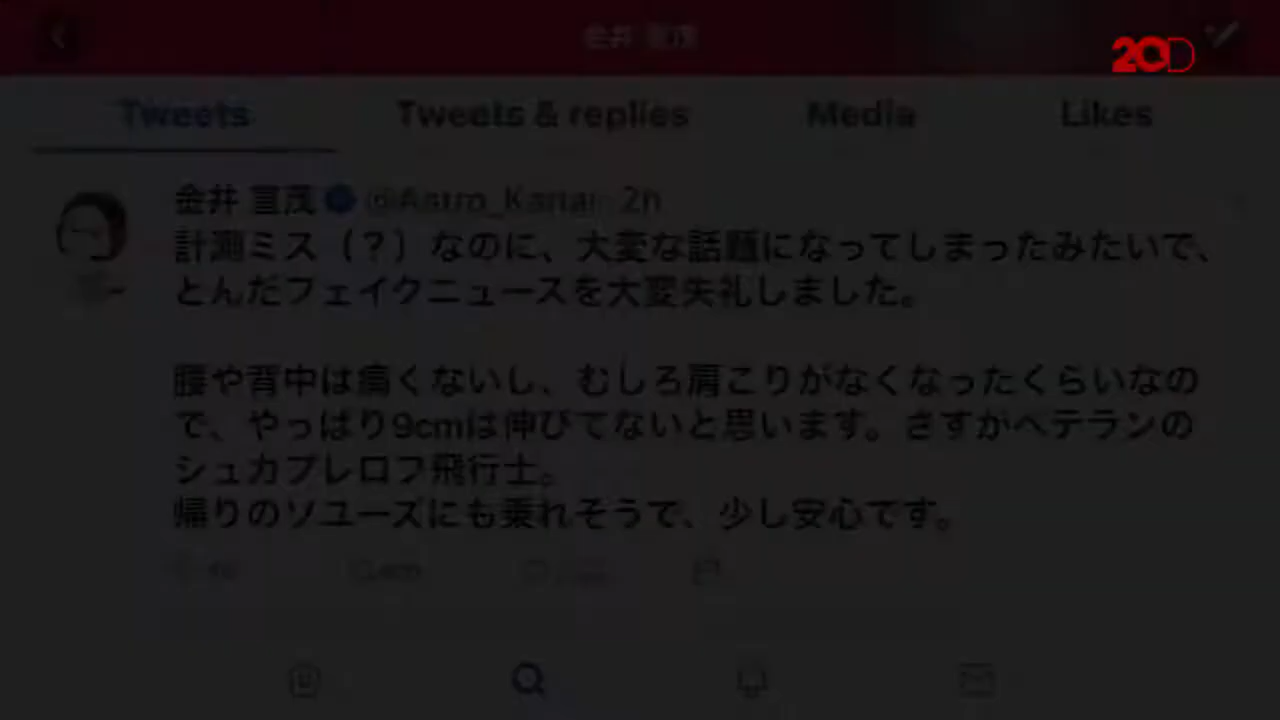 金井 宣茂
20D
Tweets Tweets & replies Media Likes
金井 宣茂 @Astro_Kanai 2h
計測ミス（？）なのに、大変な話題になってしまったみたいで、
とんだフェイクニュースを大変失礼しました。
腰や背中は痛くないし、むしろ肩こりがなくなったくらいなの
で、やっぱり9cmは伸びてないと思います。さすがベテランの
シュカプレロフ飛行士。
帰りのソユーズにも乗れそうで、少し安心です。